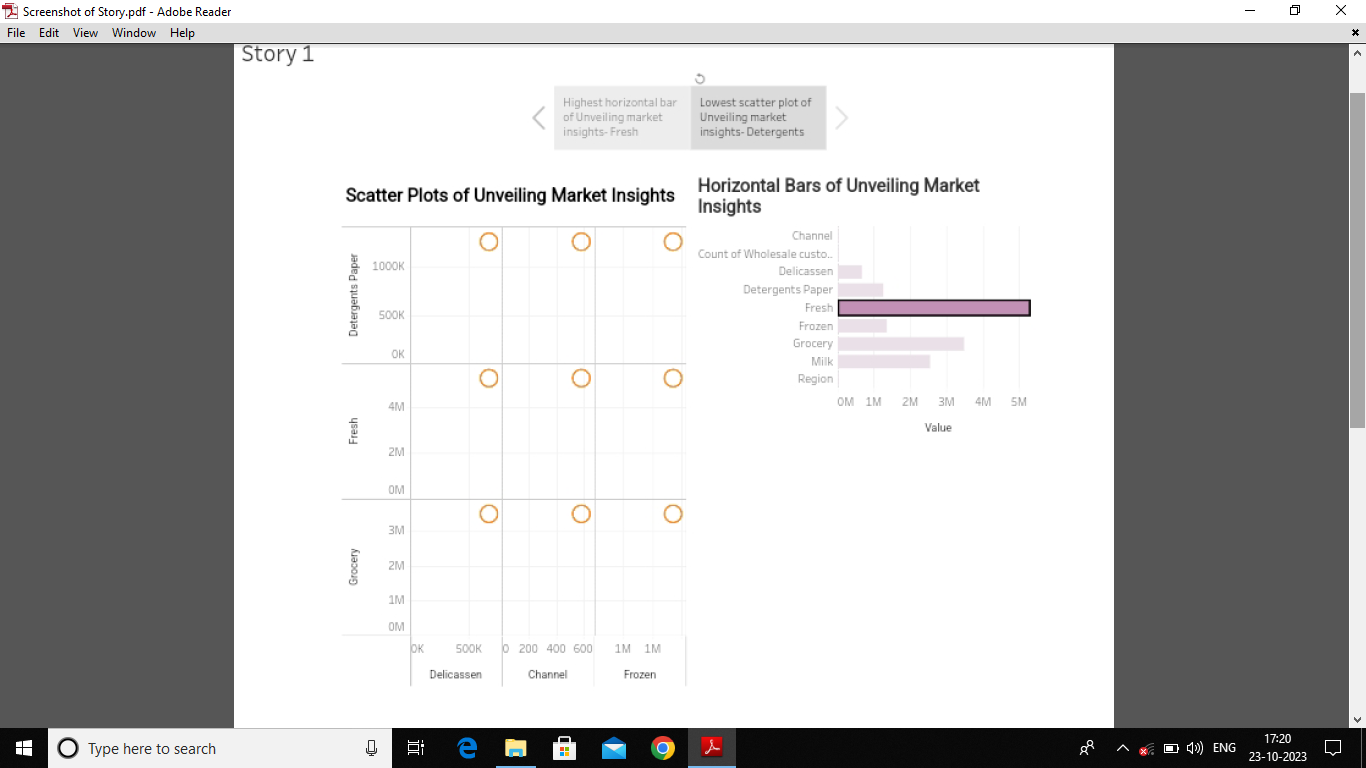 Screenshot of Story.pdf - Adobe Reader
File Edit View Window Help
Story 1
Highest horizontal bar
of Unveiling market
insights- Fresh
Lowest scatter plot of
Unveiling market
insights- Detergents
Scatter Plots of Unveiling Market Insights
Detergents Paper
1000K
500K
0K
Fresh
4M
2M
0M
Grocery
3M
2M
1M
0M
0K 500K 0 200 400 600 1M 1M
Delicassen Channel Frozen
Horizontal Bars of Unveiling Market
Insights
Channel
Count of Wholesale custo..
Delicassen
Detergents Paper
Fresh
Frozen
Grocery
Milk
Region
0M 1M 2M 3M 4M 5M
Value
Type here to search
ENG
17:20
23-10-2023